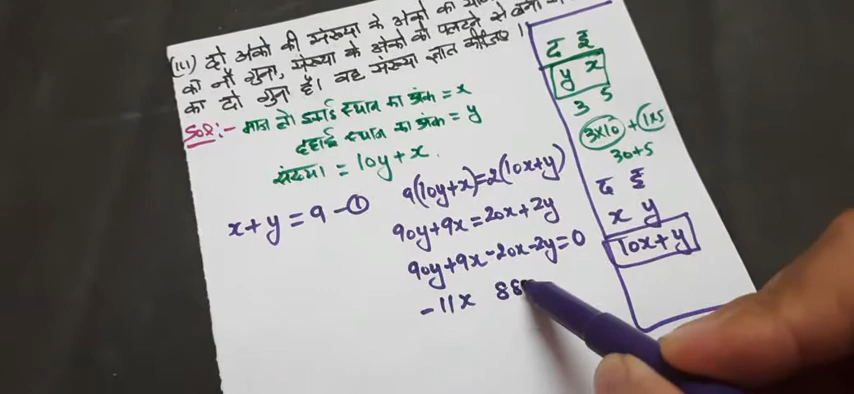 (iii) दो अंको की संख्या के अंको का
का नौ गुना, संख्या के अंको को पलटने से बनी
का दो गुना है। वह संख्या ज्ञात कीजिए।
Sol:- माना ईकाई स्थान का अंक = x
दहाई स्थान का अंक = y
संख्या = 10y+x
x+y=9-①
9(10y+x)=2(10x+y)
90y+9x=20x+2y
90y+9x-20x-2y=0
-11x 88
द ई
y x
3 5
3×10+1×5
30+5
द ई
x y
10x+y